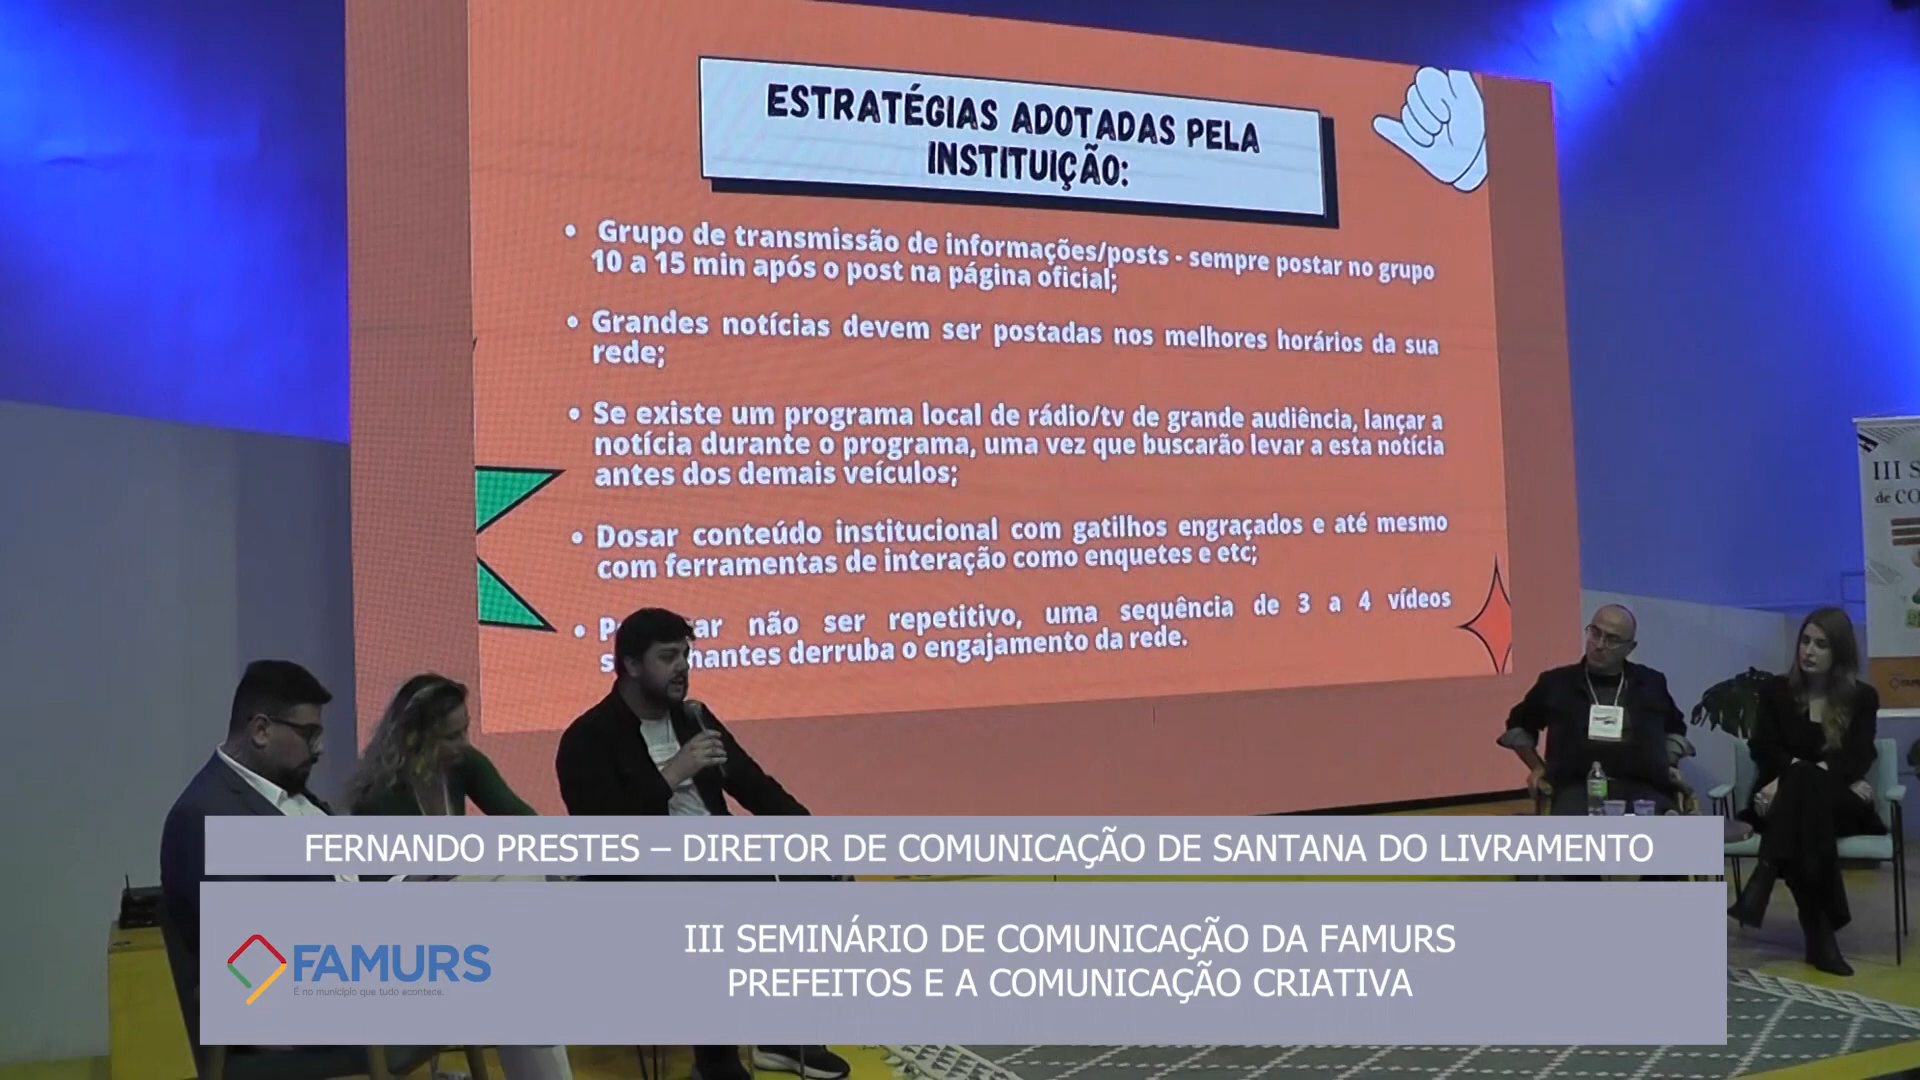 ESTRATÉGIAS ADOTADAS PELA
INSTITUIÇÃO:
• Grupo de transmissão de informações/posts - sempre postar no grupo
10 a 15 min após o post na página oficial;
• Grandes notícias devem ser postadas nos melhores horários da sua
rede;
• Se existe um programa local de rádio/tv de grande audiência, lançar a
notícia durante o programa, uma vez que buscarão levar a esta notícia
antes dos demais veículos;
• Dosar conteúdo institucional com gatilhos engraçados e até mesmo
com ferramentas de interação como enquetes e etc;
• não ser repetitivo, uma sequência de 3 a 4 vídeos
derruba o engajamento da rede.
III S
de CO
FERNANDO PRESTES – DIRETOR DE COMUNICAÇÃO DE SANTANA DO LIVRAMENTO
FAMURS
É no município que tudo acontece.
III SEMINÁRIO DE COMUNICAÇÃO DA FAMURS
PREFEITOS E A COMUNICAÇÃO CRIATIVA